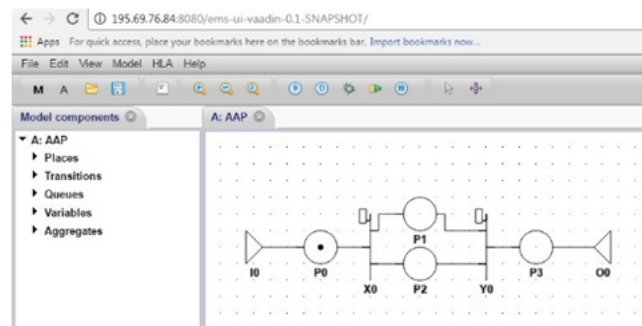 195.69.76.84:8080/ems-ui-vaadin-0.1-SNAPSHOT/
Apps For quick access, place your bookmarks here on the bookmarks bar. Import bookmarks now...
File Edit View Model HLA Help
M A
Model components A: AAP
A: AAP
Places
Transitions
Queues
Variables
Aggregates
P1
I0 P0 P3 O0
X0 P2 Y0